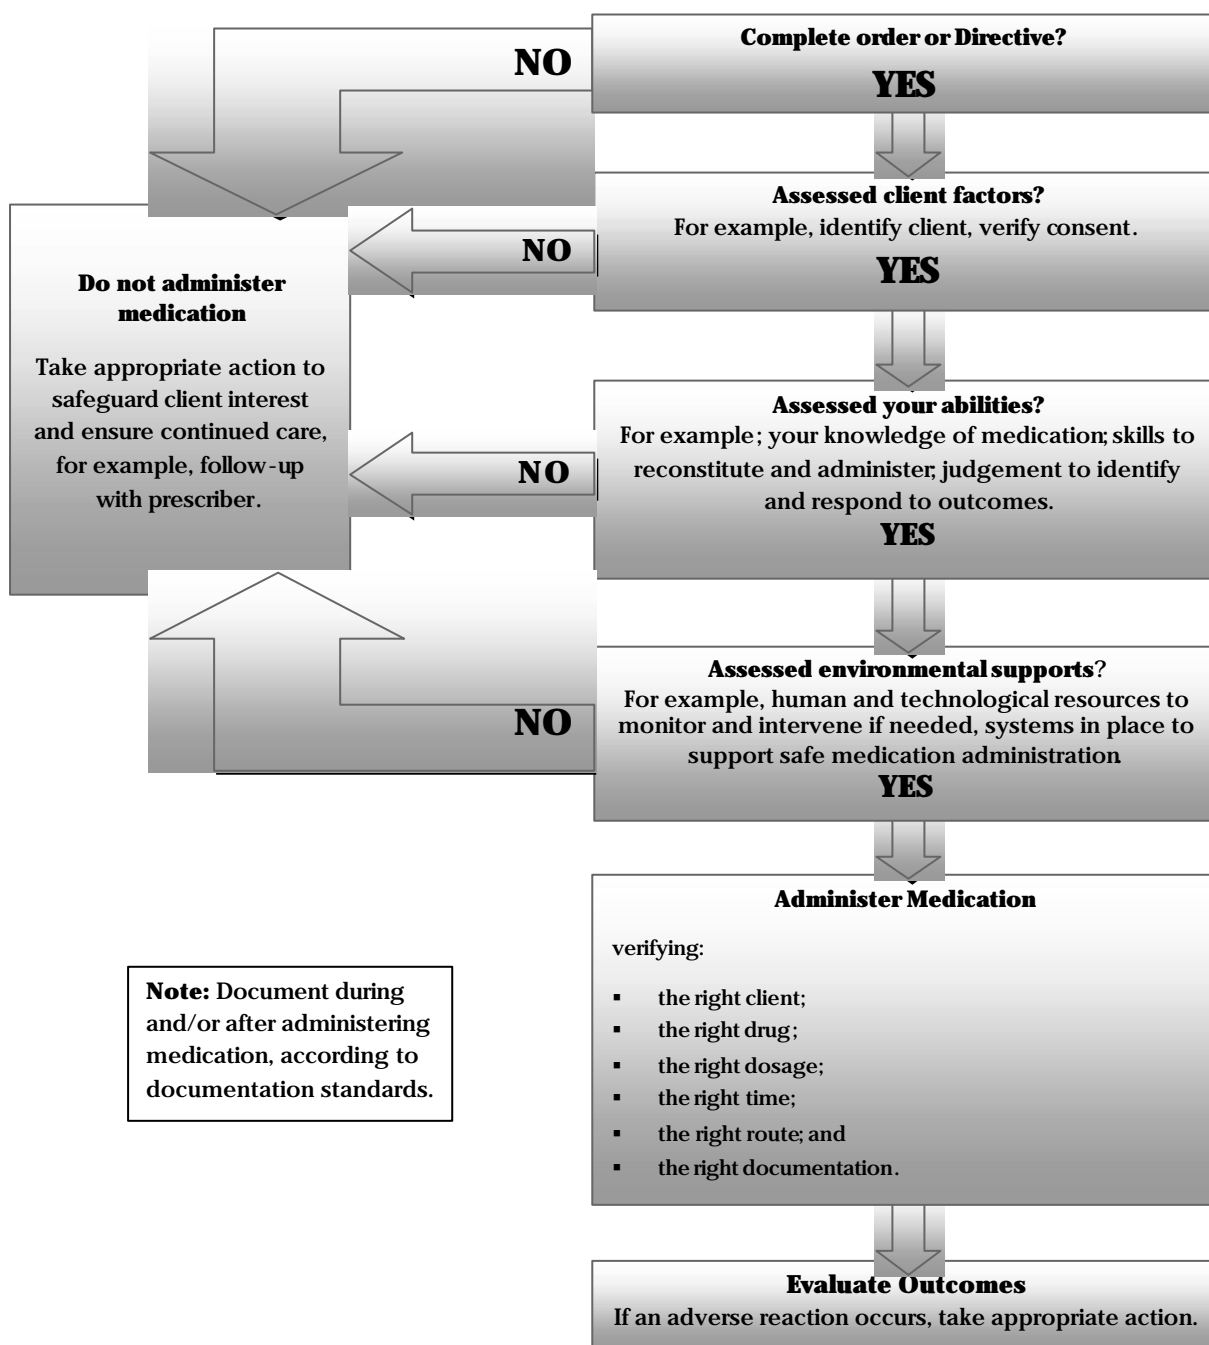 Complete order or Directive?
NO
YES
Assessed client factors?
For example, identify client, verify consent.
NO
YES
Do not administer
medication
Take appropriate action to
safeguard client interest
and ensure continued care,
for example, follow-up
with prescriber.
Assessed your abilities?
For example; your knowledge of medication; skills to
reconstitute and administer; judgement to identify
and respond to outcomes.
NO
YES
Assessed environmental supports?
For example, human and technological resources to
monitor and intervene if needed, systems in place to
support safe medication administration.
NO
YES
Administer Medication
verifying:
▪ the right client;
▪ the right drug;
▪ the right dosage;
▪ the right time;
▪ the right route; and
▪ the right documentation.
Note: Document during
and/or after administering
medication, according to
documentation standards.
Evaluate Outcomes
If an adverse reaction occurs, take appropriate action.